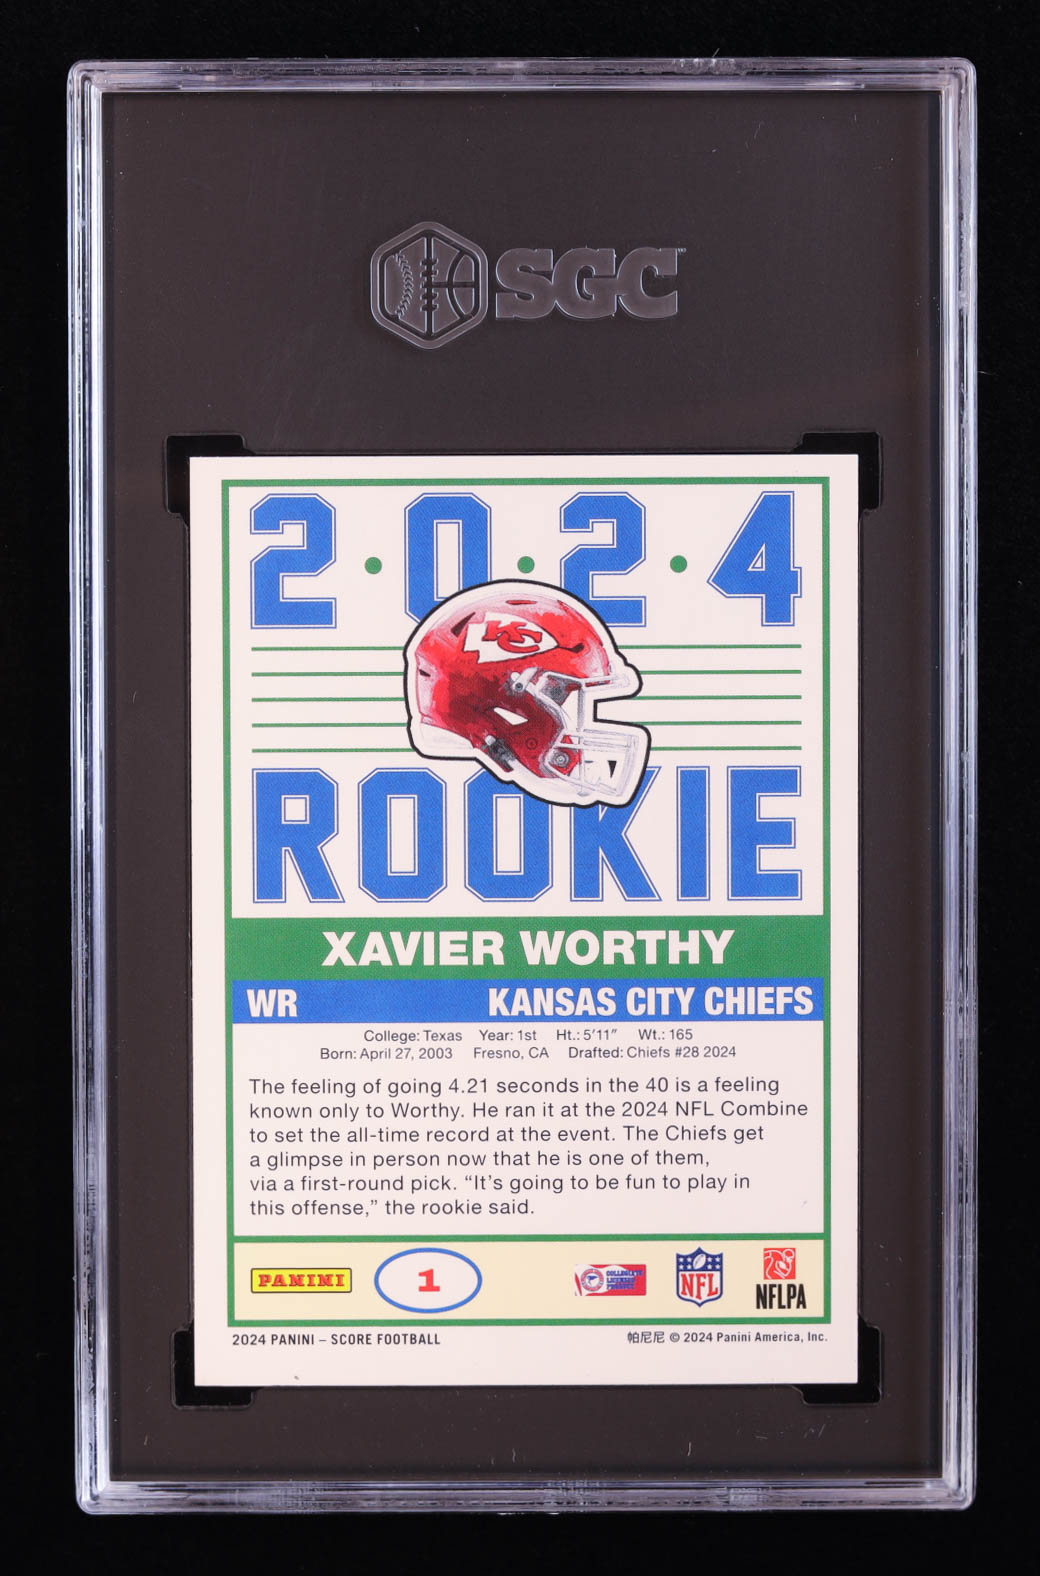 SGC
2·0·2·4
KC
ROOKIE
XAVIER WORTHY
WR KANSAS CITY CHIEFS
College: Texas Year: 1st Ht.: 5'11" Wt.: 165
Born: April 27, 2003 Fresno, CA Drafted: Chiefs #28 2024
The feeling of going 4.21 seconds in the 40 is a feeling
known only to Worthy. He ran it at the 2024 NFL Combine
to set the all-time record at the event. The Chiefs get
a glimpse in person now that he is one of them,
via a first-round pick. “It’s going to be fun to play in
this offense,” the rookie said.
PANINI 1 COLLEGIATE LICENSED PRODUCT NFL NFLPA
2024 PANINI – SCORE FOOTBALL 帕尼尼 © 2024 Panini America, Inc.